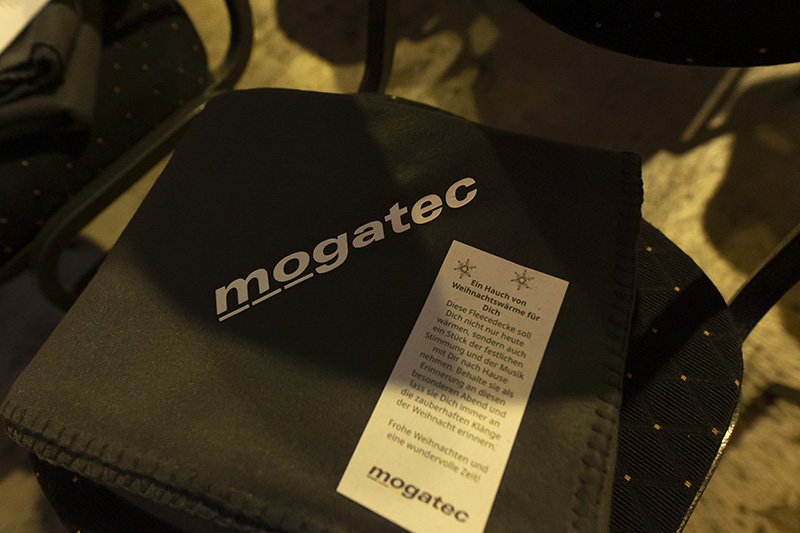 mogatec
Ein Hauch von
Weihnachtswärme für
Dich
Diese Fleecedecke soll
Dich nicht nur heute
wärmen, sondern auch
ein Stück der festlichen
Stimmung und der Musik
mit Dir nach Hause
nehmen. Behalte sie als
Erinnerung an diesen
besonderen Abend und
lass sie Dich immer an
die zauberhaften Klänge
der Weihnacht erinnern.
Frohe Weihnachten und
eine wundervolle Zeit!
mogatec